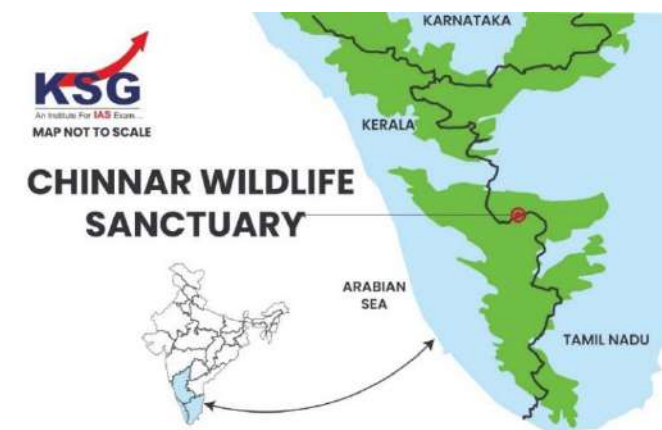 KSG
An Institute For IAS Exam...
MAP NOT TO SCALE
CHINNAR WILDLIFE
SANCTUARY
KARNATAKA
KERALA
ARABIAN
SEA
TAMIL NADU